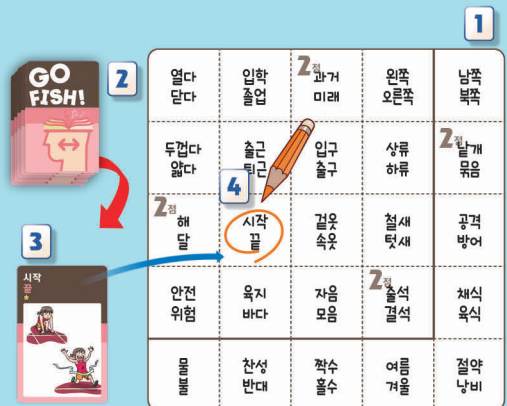 1
2
GO
FISH!
열다 입학 2점 과거 왼쪽 남쪽
닫다 졸업 미래 오른쪽 북쪽
두껍다 출근 입구 상류 2점 낱개
얇다 퇴근 출구 하류 묶음
4
2점 해 시작 겉옷 철새 공격
달 끝 속옷 텃새 방어
3
시작
끝
안전 육지 자음 2점 출석 채식
위험 바다 모음 결석 육식
물 찬성 짝수 여름 절약
불 반대 홀수 겨울 낭비